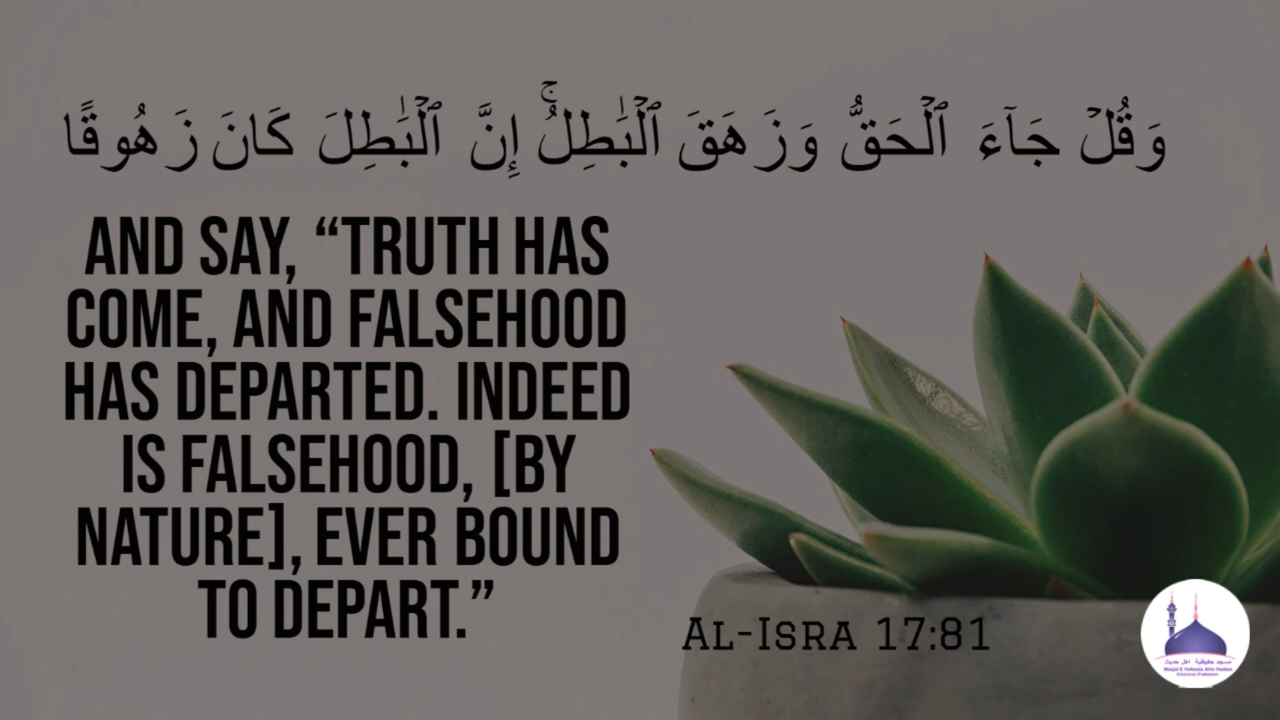 وَقُلْ جَآءَ ٱلْحَقُّ وَزَهَقَ ٱلْبَٰطِلُ ۚ إِنَّ ٱلْبَٰطِلَ كَانَ زَهُوقًا
AND SAY, “TRUTH HAS
COME, AND FALSEHOOD
HAS DEPARTED. INDEED
IS FALSEHOOD, [BY
NATURE], EVER BOUND
TO DEPART.”
AL-ISRA 17:81